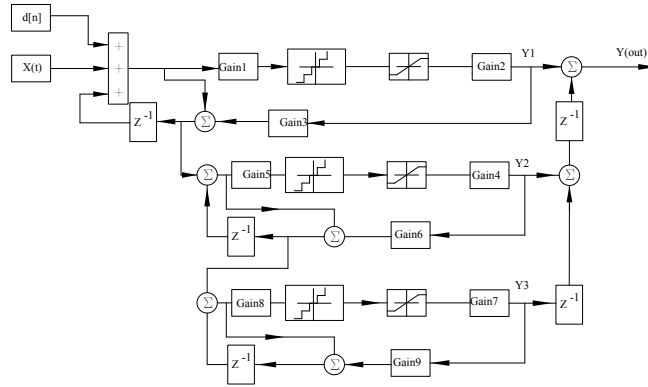 d[n]
X(t)
+
+
+
Gain1
Gain2
Y1
Σ
Y(out)
Z -1
Σ
Gain3
Z -1
Σ
Gain5
Gain4
Y2
Σ
Z -1
Σ
Gain6
Σ
Gain8
Gain7
Y3
Z -1
Z -1
Σ
Gain9